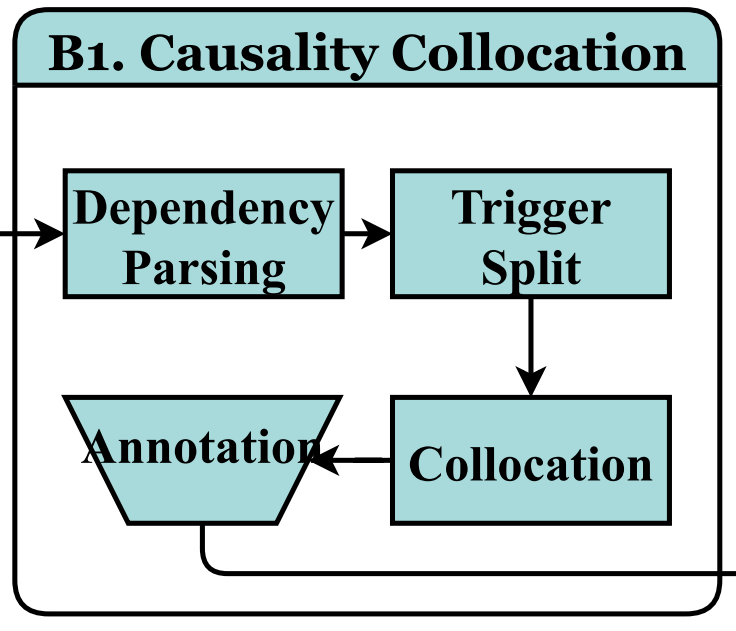 B1. Causality Collocation
Dependency
Parsing
Trigger
Split
Annotation
Collocation